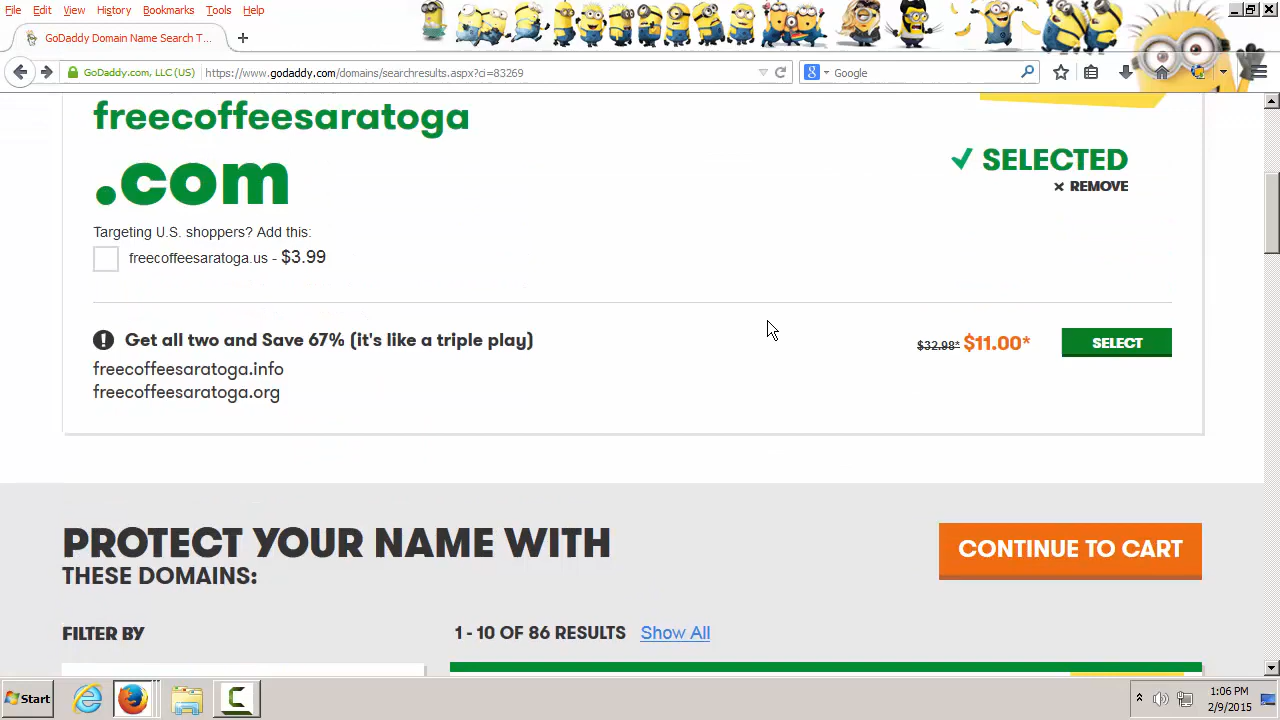 File Edit View History Bookmarks Tools Help
GoDaddy Domain Name Search T...
GoDaddy.com, LLC (US) https://www.godaddy.com/domains/searchresults.aspx?ci=83269 Google
freecoffeesaratoga
.com
SELECTED
× REMOVE
Targeting U.S. shoppers? Add this:
freecoffeesaratoga.us - $3.99
Get all two and Save 67% (it's like a triple play) $32.98* $11.00* SELECT
freecoffeesaratoga.info
freecoffeesaratoga.org
PROTECT YOUR NAME WITH
THESE DOMAINS:
CONTINUE TO CART
FILTER BY 1 - 10 OF 86 RESULTS Show All
Start 1:06 PM
2/9/2015